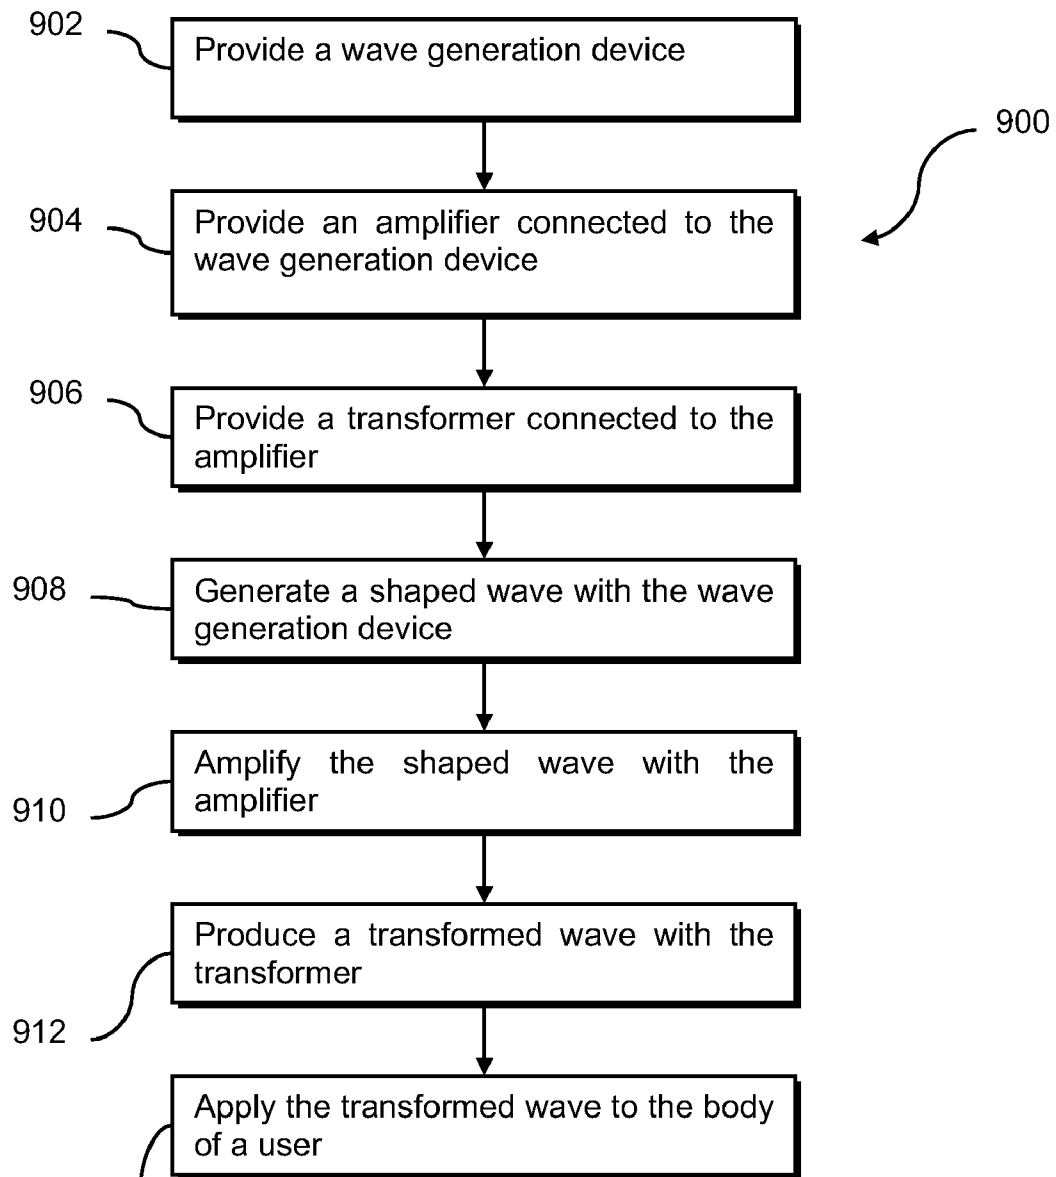 902
Provide a wave generation device
900
904
Provide an amplifier connected to the
wave generation device
906
Provide a transformer connected to the
amplifier
908
Generate a shaped wave with the wave
generation device
Amplify the shaped wave with the
amplifier
910
Produce a transformed wave with the
transformer
912
Apply the transformed wave to the body
of a user